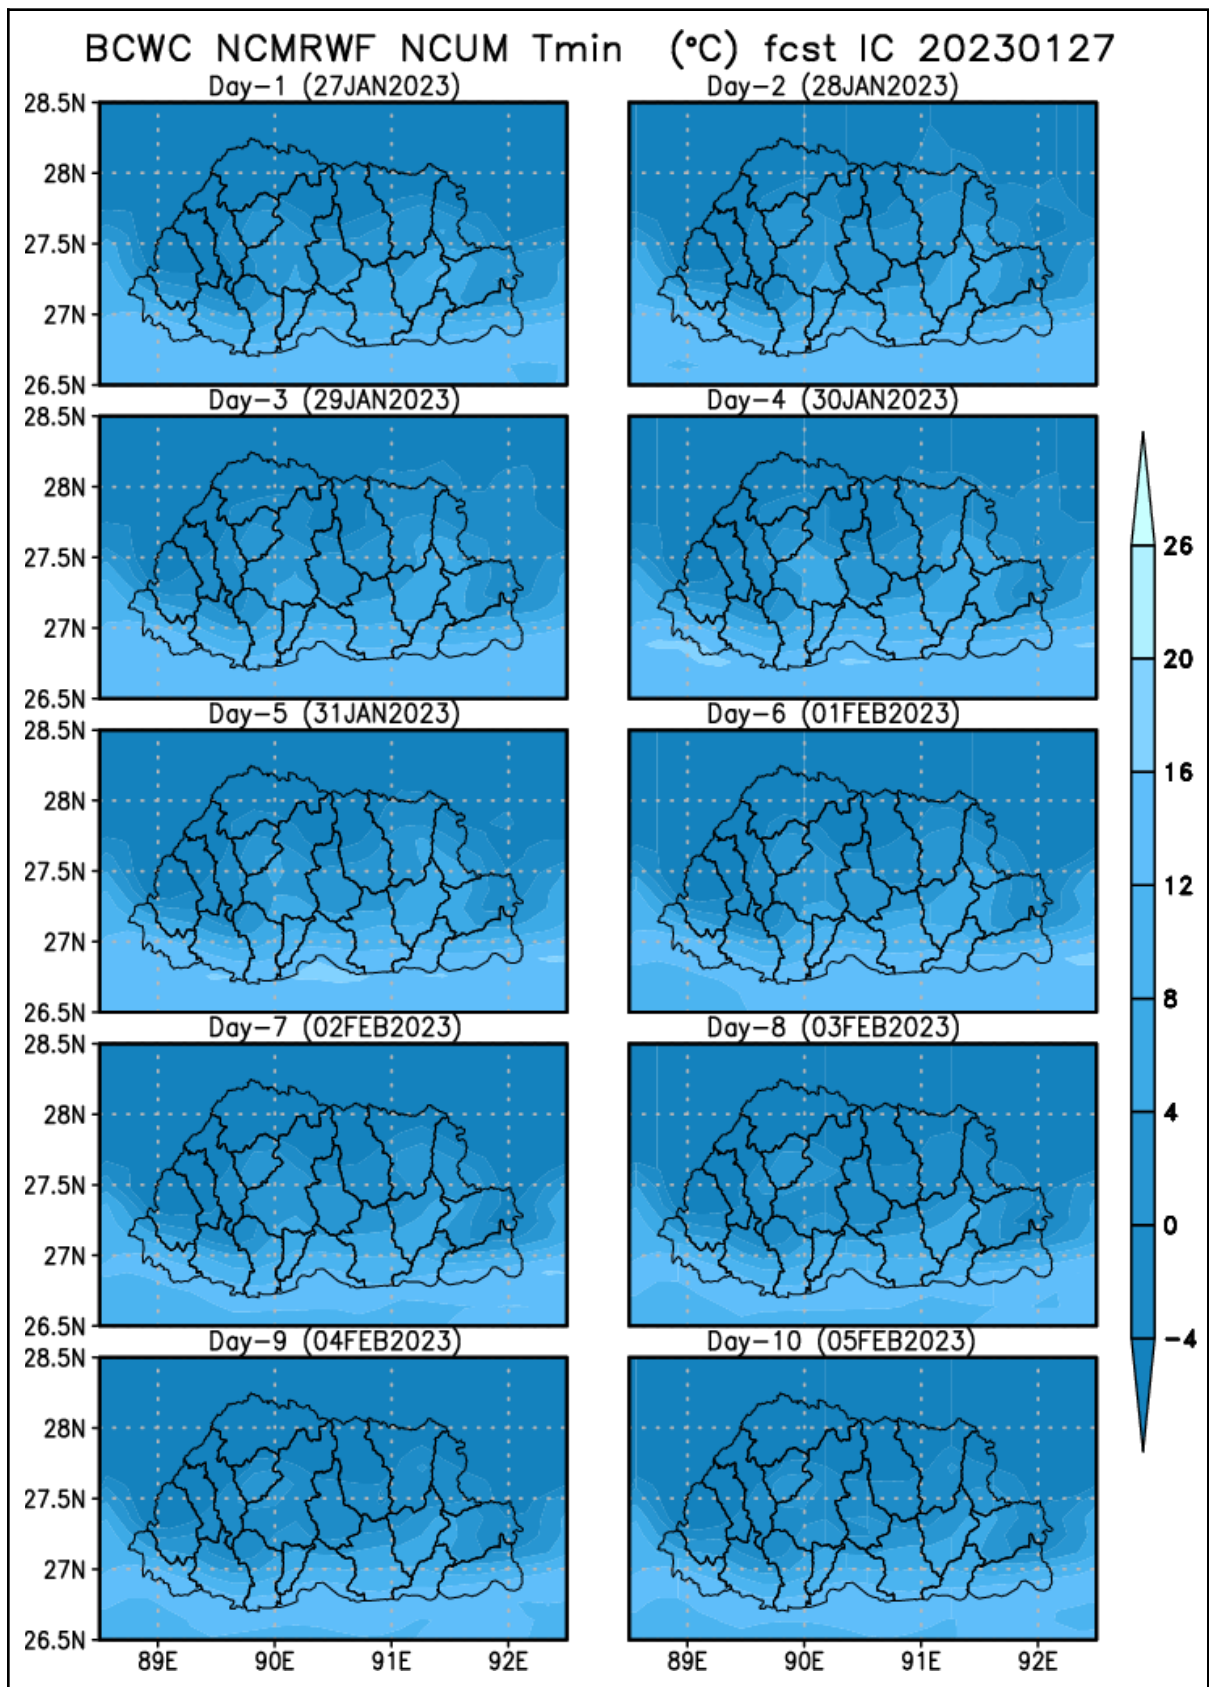 BCWC NCMRWF NCUM Tmin (°C) fcst IC 20230127
Day-1 (27JAN2023) Day-2 (28JAN2023)
28.5N
28N
27.5N
27N
26.5N
Day-3 (29JAN2023) Day-4 (30JAN2023)
28.5N
28N
27.5N
27N
26.5N
Day-5 (31JAN2023) Day-6 (01FEB2023)
28.5N
28N
27.5N
27N
26.5N
Day-7 (02FEB2023) Day-8 (03FEB2023)
28.5N
28N
27.5N
27N
26.5N
Day-9 (04FEB2023) Day-10 (05FEB2023)
28.5N
28N
27.5N
27N
26.5N
89E 90E 91E 92E 89E 90E 91E 92E
26
20
16
12
8
4
0
-4